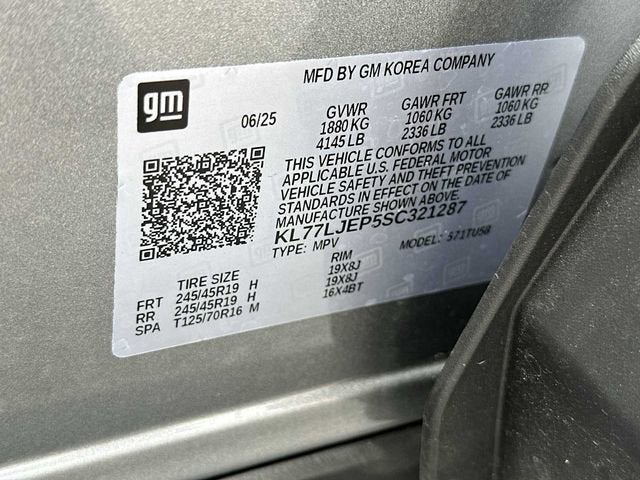 MFD BY GM KOREA COMPANY
gm
06/25
GVWR GAWR FRT GAWR RR
1880 KG 1060 KG 1060 KG
4145 LB 2336 LB 2336 LB
THIS VEHICLE CONFORMS TO ALL
APPLICABLE U.S. FEDERAL MOTOR
VEHICLE SAFETY AND THEFT PREVENTION
STANDARDS IN EFFECT ON THE DATE OF
MANUFACTURE SHOWN ABOVE.
KL77LJEP5SC321287
TYPE: MPV MODEL: 571TU58
TIRE SIZE RIM
FRT 245/45R19 H 19X8J
RR 245/45R19 H 19X8J
SPA T125/70R16 M 16X4BT